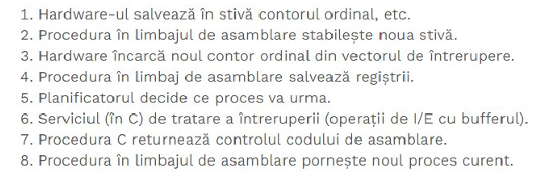 1. Hardware-ul salvează în stivă contorul ordinal, etc.
2. Procedura în limbajul de asamblare stabilește noua stivă.
3. Hardware încarcă noul contor ordinal din vectorul de întrerupere.
4. Procedura în limbaj de asamblare salvează regiștrii.
5. Planificatorul decide ce proces va urma.
6. Serviciul (în C) de tratare a întreruperii (operații de I/E cu bufferul).
7. Procedura C returnează controlul codului de asamblare.
8. Procedura în limbajul de asamblare pornește noul proces curent.